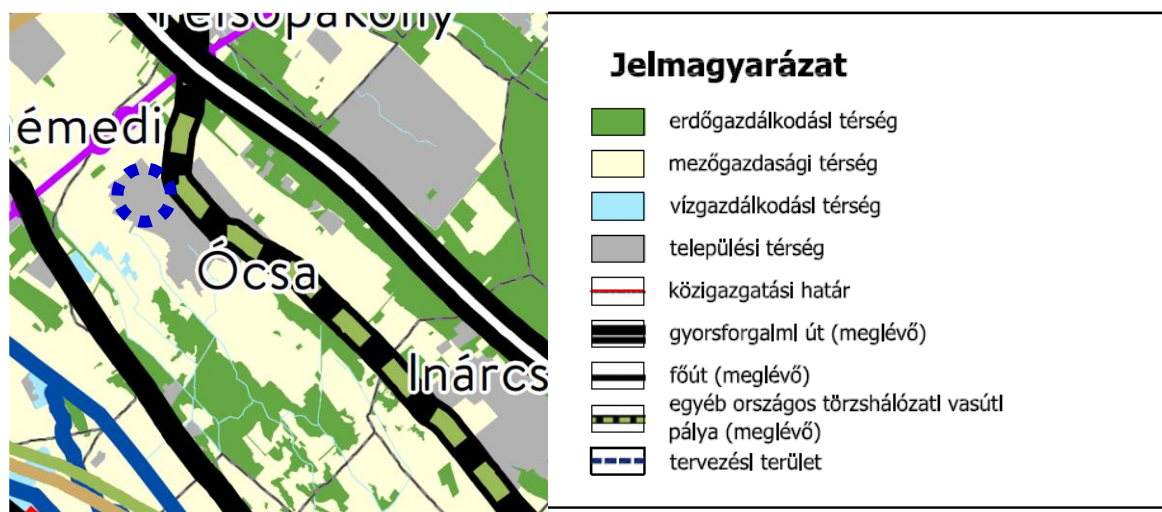 Felsőpakony
émedi
Ócsa
Inárcs
Jelmagyarázat
erdőgazdálkodási térség
mezőgazdasági térség
vízgazdálkodási térség
települési térség
közigazgatási határ
gyorsforgalmi út (meglévő)
főút (meglévő)
egyéb országos törzshálózati vasúti
pálya (meglévő)
tervezési terület